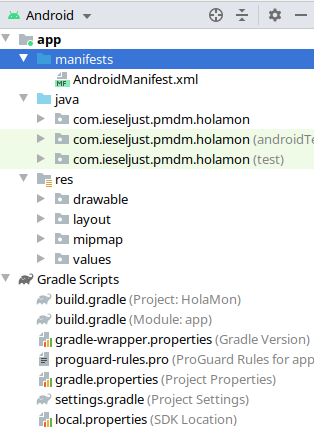 Android
app
manifests
AndroidManifest.xml
java
com.ieseljust.pmdm.holamon
com.ieseljust.pmdm.holamon (androidTe
com.ieseljust.pmdm.holamon (test)
res
drawable
layout
mipmap
values
Gradle Scripts
build.gradle (Project: HolaMon)
build.gradle (Module: app)
gradle-wrapper.properties (Gradle Version)
proguard-rules.pro (ProGuard Rules for app
gradle.properties (Project Properties)
settings.gradle (Project Settings)
local.properties (SDK Location)